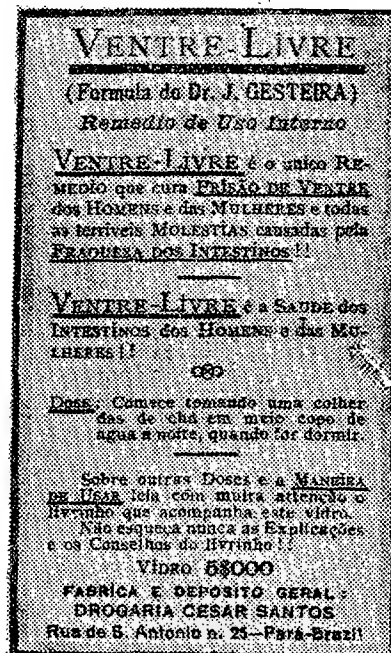 VENTRE-LIVRE
(Formula do Dr. J. GESTEIRA)
Remedio de Uso Interno
VENTRE-LIVRE é o unico RE-
MEDIO que cura PRISÃO DE VENTRE
dos HOMENS e das MULHERES e todas
as terriveis MOLESTIAS causadas pela
FRAQUESA DOS INTESTINOS!!
VENTRE-LIVRE é a SAUDE dos
INTESTINOS dos HOMENS e das MU-
LHERES!!
DOSE: Comece tomando uma colher
das de chá em meio copo de
agua a noite, quando for dormir.
Sobre outras Doses e a MANEIRA
DE USAR leia com muita attenção o
livrinho que acompanha este vidro.
Não esqueça nunca as Explicações
e os Conselhos do livrinho!!
VIDRO 5$000
FABRICA E DEPOSITO GERAL:
DROGARIA CESAR SANTOS
Rua de S. Antonio n. 25—Pará-Brazil